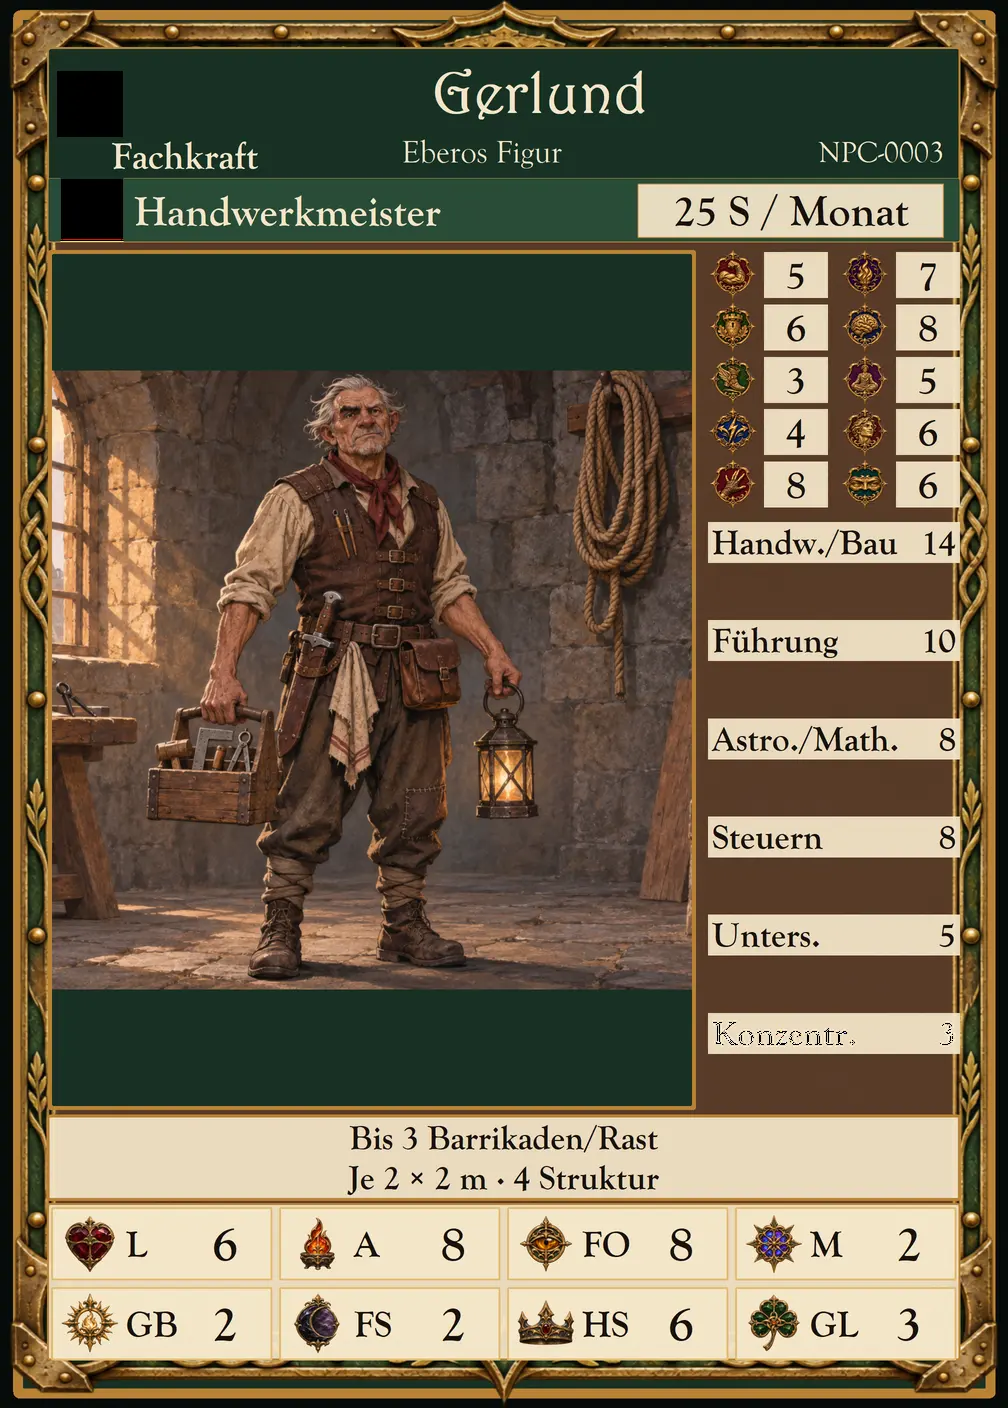 Gerlund
Fachkraft
Eberos Figur
NPC-0003
Handwerkmeister
25 S / Monat
5 7
6 8
3 5
4 6
8 6
Handw./Bau 14
Führung 10
Astro./Math. 8
Steuern 8
Unters. 5
Konzentr. 3
Bis 3 Barrikaden/Rast
Je 2 × 2 m · 4 Struktur
L 6 A 8 FO 8 M 2
GB 2 FS 2 HS 6 GL 3